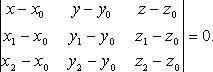 | x − x₀  y − y₀  z − z₀ |
| x₁ − x₀  y₁ − y₀  z₁ − z₀ | = 0.
| x₂ − x₀  y₂ − y₀  z₂ − z₀ |